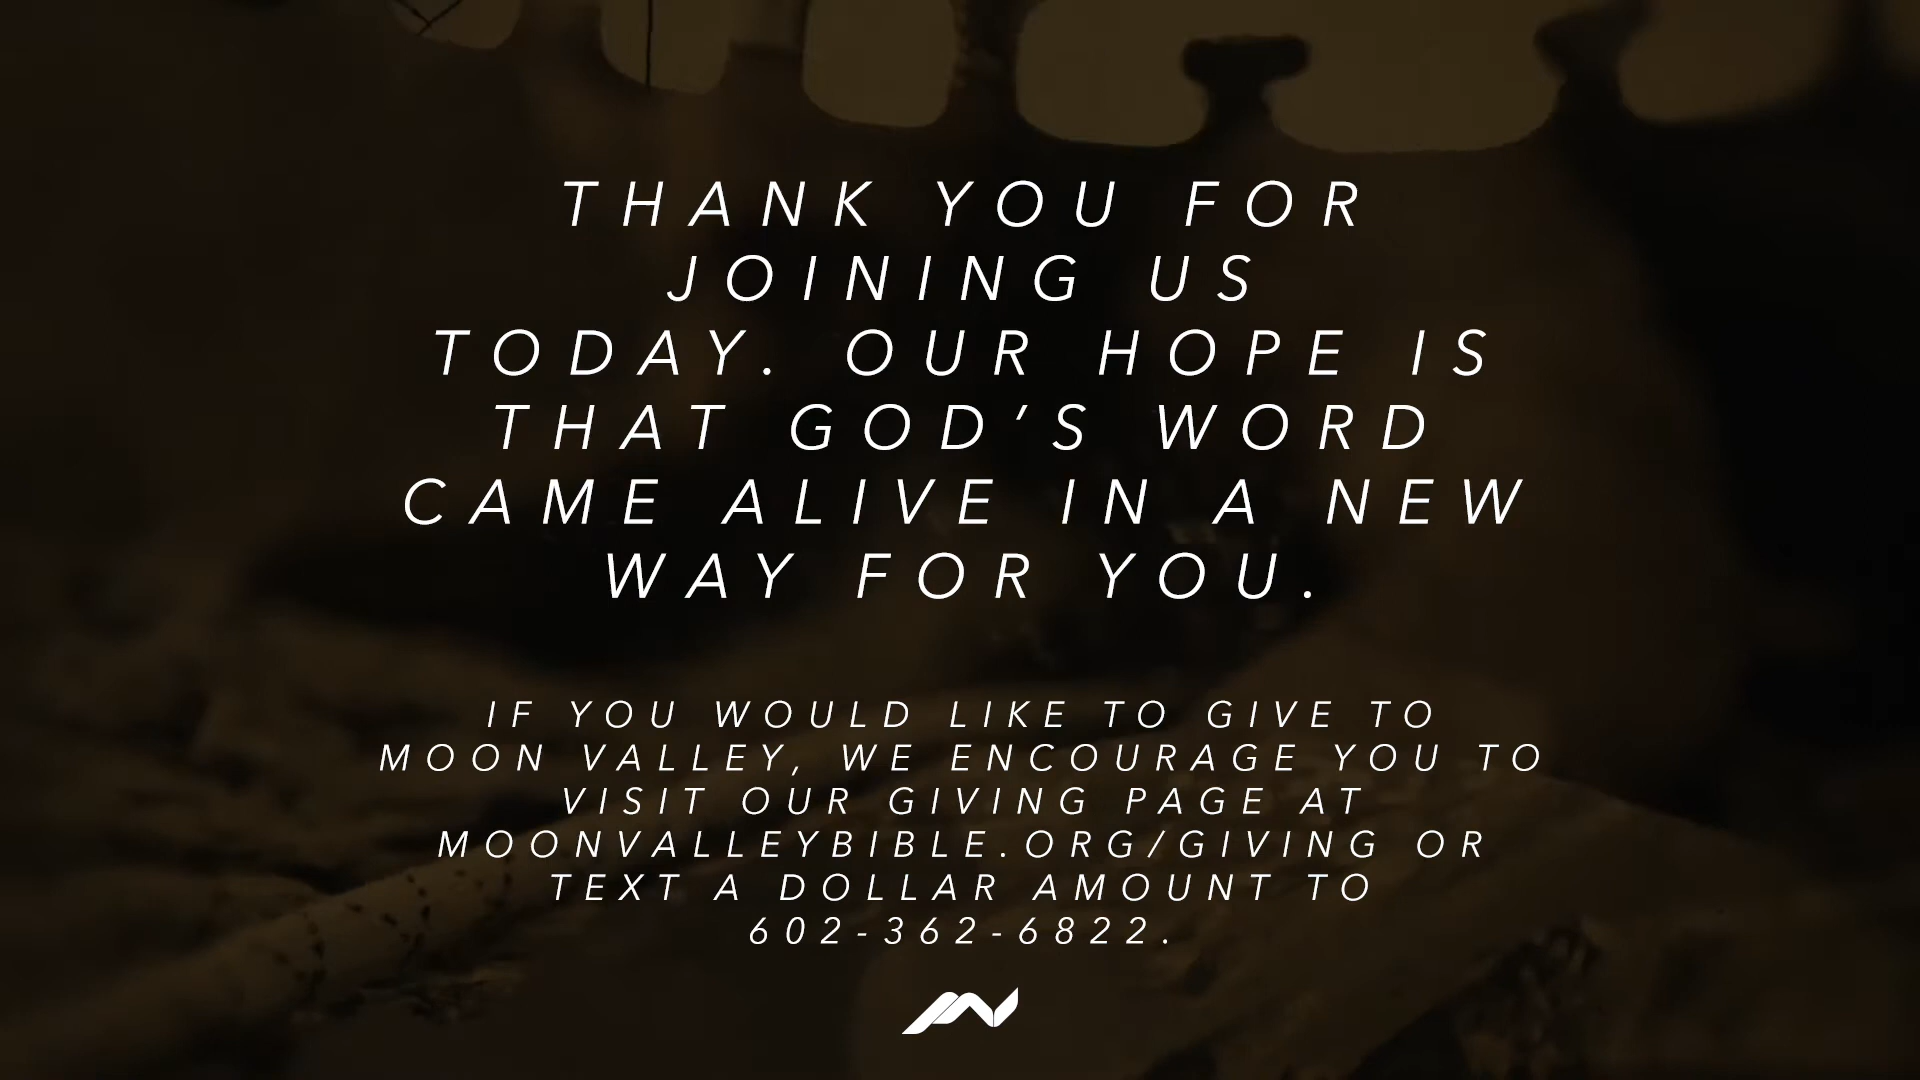 THANK YOU FOR
JOINING US
TODAY. OUR HOPE IS
THAT GOD’S WORD
CAME ALIVE IN A NEW
WAY FOR YOU.
IF YOU WOULD LIKE TO GIVE TO
MOON VALLEY, WE ENCOURAGE YOU TO
VISIT OUR GIVING PAGE AT
MOONVALLEYBIBLE.ORG/GIVING OR
TEXT A DOLLAR AMOUNT TO
602-362-6822.